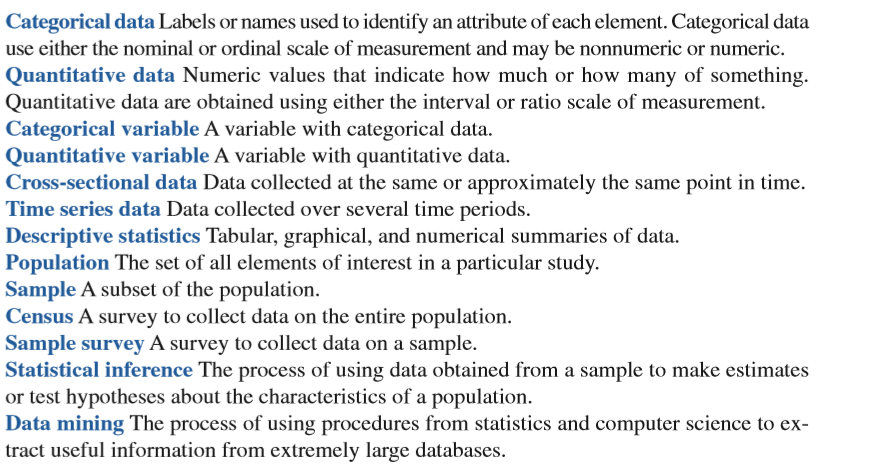 Categorical data Labels or names used to identify an attribute of each element. Categorical data
use either the nominal or ordinal scale of measurement and may be nonnumeric or numeric.
Quantitative data Numeric values that indicate how much or how many of something.
Quantitative data are obtained using either the interval or ratio scale of measurement.
Categorical variable A variable with categorical data.
Quantitative variable A variable with quantitative data.
Cross-sectional data Data collected at the same or approximately the same point in time.
Time series data Data collected over several time periods.
Descriptive statistics Tabular, graphical, and numerical summaries of data.
Population The set of all elements of interest in a particular study.
Sample A subset of the population.
Census A survey to collect data on the entire population.
Sample survey A survey to collect data on a sample.
Statistical inference The process of using data obtained from a sample to make estimates
or test hypotheses about the characteristics of a population.
Data mining The process of using procedures from statistics and computer science to ex-
tract useful information from extremely large databases.